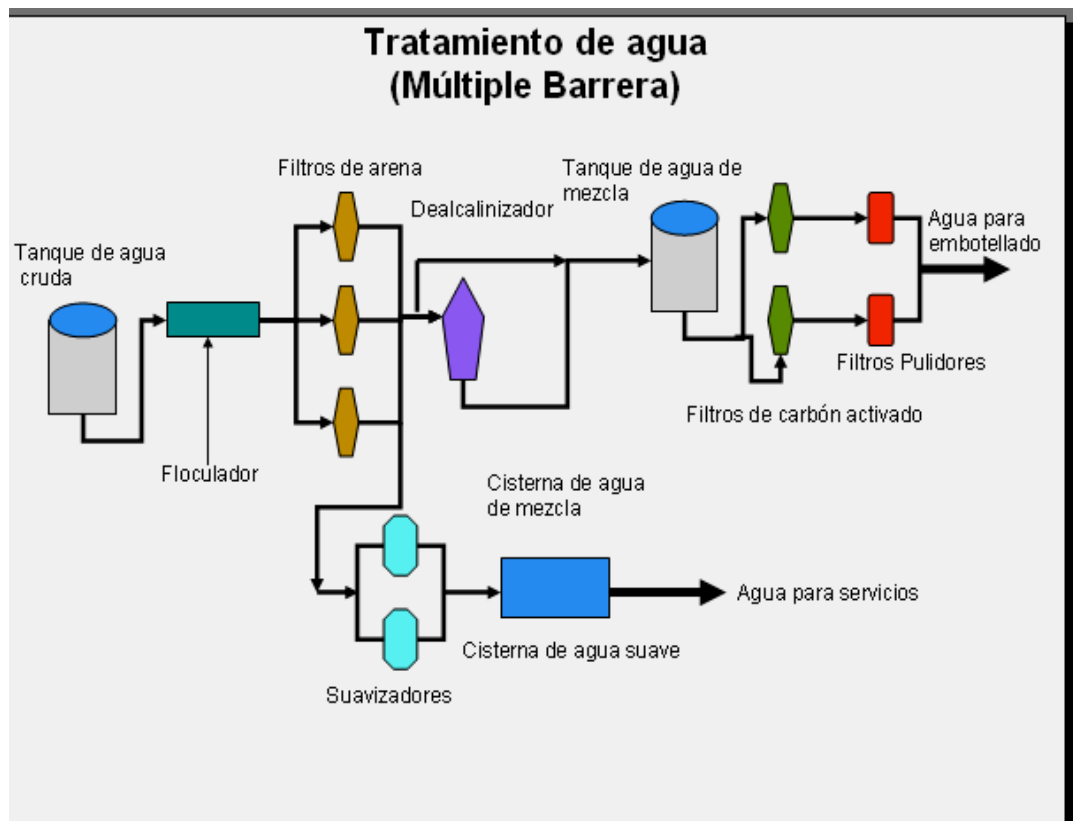 Tratamiento de agua
(Múltiple Barrera)
Filtros de arena
Tanque de agua de
mezcla
Dealcalinizador
Agua para
embotellado
Tanque de agua
cruda
Filtros Pulidores
Filtros de carbón activado
Floculador
Cisterna de agua
de mezcla
Agua para servicios
Cisterna de agua suave
Suavizadores